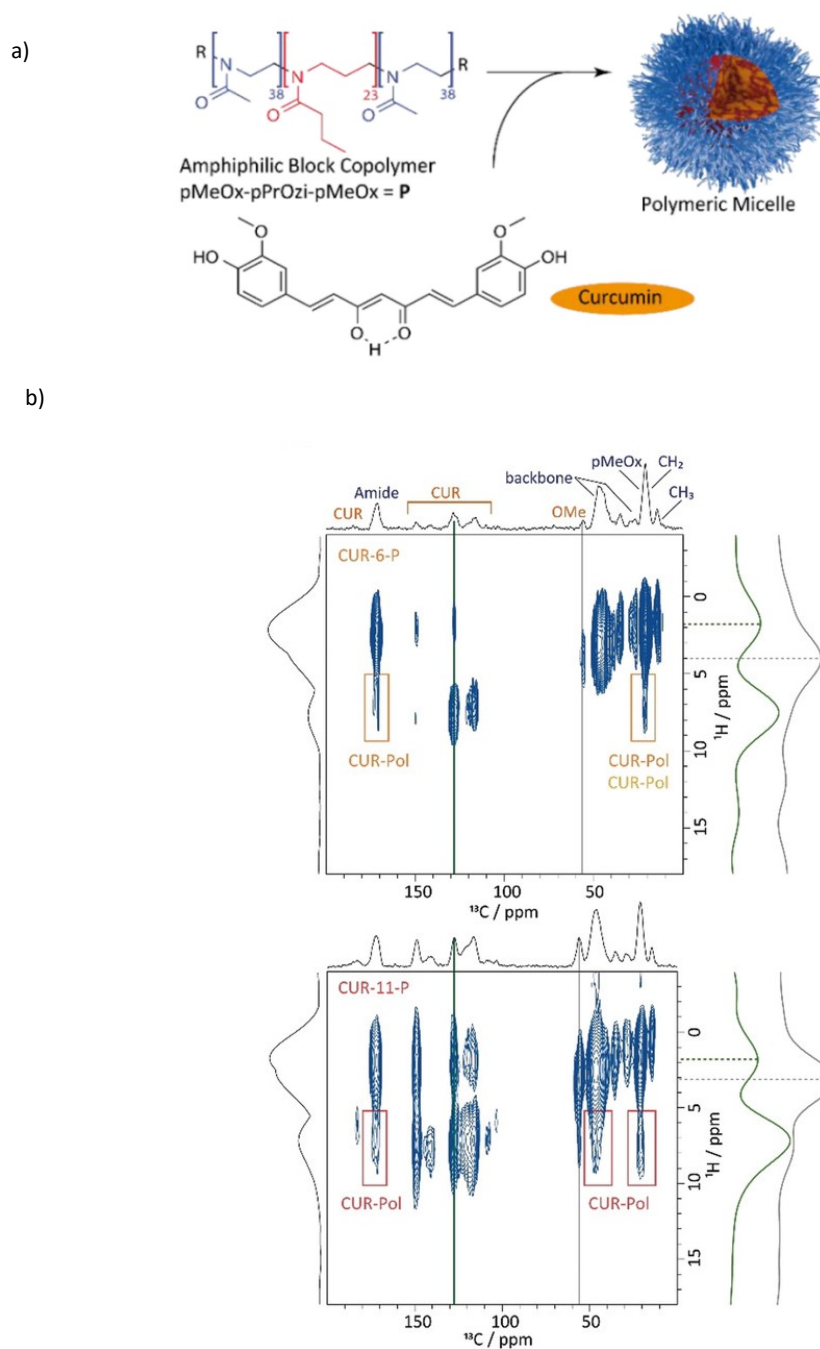 a)
R
N
N
N
R
O
38
O
23
O
38
Amphiphilic Block Copolymer
pMeOx-pPrOzi-pMeOx = P
Polymeric Micelle
O
O
HO
OH
O
H
O
Curcumin
b)
backbone
pMeOx
CH2
CH3
Amide
CUR
CUR
OMe
CUR-6-P
CUR-Pol
CUR-Pol
CUR-Pol
0
5
10
15
¹H / ppm
150
100
50
¹³C / ppm
CUR-11-P
CUR-Pol
CUR-Pol
0
5
10
15
¹H / ppm
150
100
50
¹³C / ppm